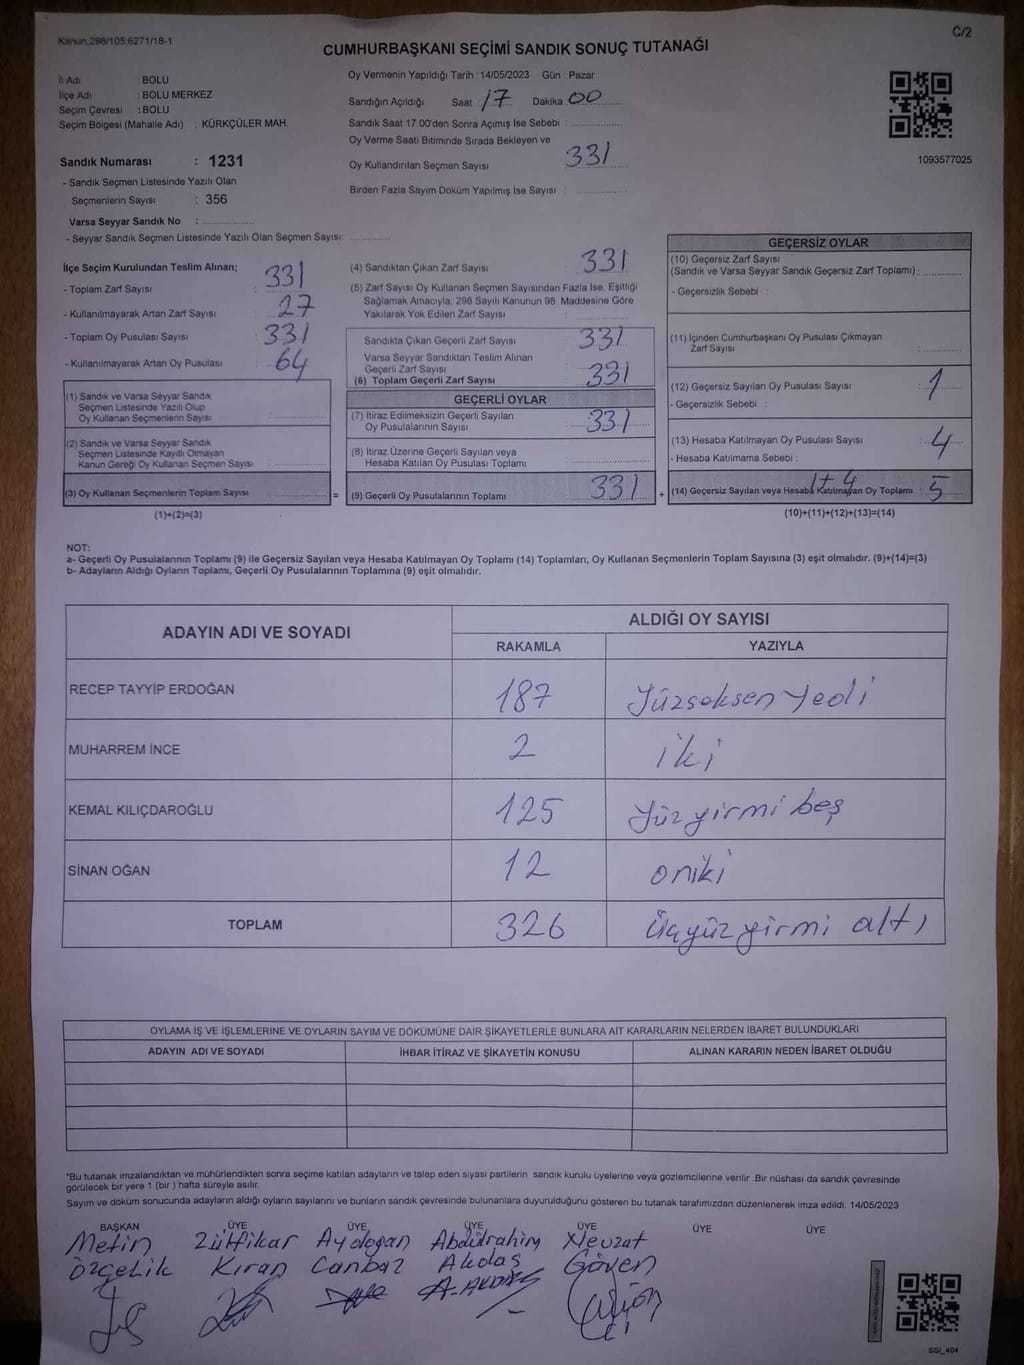 Kanun,298/105,6271/18-1
C/2
CUMHURBAŞKANI SEÇİMİ SANDIK SONUÇ TUTANAĞI
İl Adı : BOLU
İlçe Adı : BOLU MERKEZ
Seçim Çevresi : BOLU
Seçim Bölgesi (Mahalle Adı) : KÜRKÇÜLER MAH.
Sandık Numarası : 1231
- Sandık Seçmen Listesinde Yazılı Olan
Seçmenlerin Sayısı : 356
Varsa Seyyar Sandık No :
- Seyyar Sandık Seçmen Listesinde Yazılı Olan Seçmen Sayısı:
Oy Vermenin Yapıldığı Tarih : 14/05/2023 Gün : Pazar
Sandığın Açıldığı Saat 17 Dakika 00
Sandık Saat 17:00'den Sonra Açımış İse Sebebi :
Oy Verme Saati Bitiminde Sırada Bekleyen ve
Oy Kullandırılan Seçmen Sayısı : 331
Birden Fazla Sayım Döküm Yapılmış İse Sayısı :
1093577025
İlçe Seçim Kurulundan Teslim Alınan;
- Toplam Zarf Sayısı : 331
- Kullanılmayarak Artan Zarf Sayısı : 27
- Toplam Oy Pusulası Sayısı : 331
- Kullanılmayarak Artan Oy Pusulası : 64
(1) Sandık ve Varsa Seyyar Sandık
Seçmen Listesinde Yazılı Olup
Oy Kullanan Seçmenlerin Sayısı :
(2) Sandık ve Varsa Seyyar Sandık
Seçmen Listesinde Kayıtlı Olmayan
Kanun Gereği Oy Kullanan Seçmen Sayısı :
(3) Oy Kullanan Seçmenlerin Toplam Sayısı :
(1)+(2)=(3)
(4) Sandıktan Çıkan Zarf Sayısı : 331
(5) Zarf Sayısı Oy Kullanan Seçmen Sayısından Fazla İse, Eşitliği
Sağlamak Amacıyla; 298 Sayılı Kanunun 98. Maddesine Göre
Yakılarak Yok Edilen Zarf Sayısı :
Sandıkta Çıkan Geçerli Zarf Sayısı : 331
Varsa Seyyar Sandıktan Teslim Alınan
Geçerli Zarf Sayısı
(6) Toplam Geçerli Zarf Sayısı : 331
GEÇERLİ OYLAR
(7) İtiraz Edilmeksizin Geçerli Sayılan
Oy Pusulalarının Sayısı : 331
(8) İtiraz Üzerine Geçerli Sayılan veya
Hesaba Katılan Oy Pusulası Toplamı :
= (9) Geçerli Oy Pusulalarının Toplamı : 331 +
GEÇERSİZ OYLAR
(10) Geçersiz Zarf Sayısı
(Sandık ve Varsa Seyyar Sandık Geçersiz Zarf Toplamı) :
- Geçersizlik Sebebi :
(11) İçinden Cumhurbaşkanı Oy Pusulası Çıkmayan
Zarf Sayısı :
(12) Geçersiz Sayılan Oy Pusulası Sayısı : 1
- Geçersizlik Sebebi :
(13) Hesaba Katılmayan Oy Pusulası Sayısı : 4
- Hesaba Katılmama Sebebi :
1+4
(14) Geçersiz Sayılan veya Hesaba Katılmayan Oy Toplamı : 5
(10)+(11)+(12)+(13)=(14)
NOT:
a- Geçerli Oy Pusulalarının Toplamı (9) ile Geçersiz Sayılan veya Hesaba Katılmayan Oy Toplamı (14) Toplamları, Oy Kullanan Seçmenlerin Toplam Sayısına (3) eşit olmalıdır. (9)+(14)=(3)
b- Adayların Aldığı Oyların Toplamı, Geçerli Oy Pusulalarının Toplamına (9) eşit olmalıdır.
ADAYIN ADI VE SOYADI
ALDIĞI OY SAYISI
RAKAMLA YAZIYLA
RECEP TAYYİP ERDOĞAN 187 Yüzseksen yedi
MUHARREM İNCE 2 iki
KEMAL KILIÇDAROĞLU 125 Yüz yirmi beş
SİNAN OĞAN 12 oniki
TOPLAM 326 Üçyüz yirmi altı
OYLAMA İŞ VE İŞLEMLERİNE VE OYLARIN SAYIM VE DÖKÜMÜNE DAİR ŞİKAYETLERLE BUNLARA AİT KARARLARIN NELERDEN İBARET BULUNDUKLARI
ADAYIN ADI VE SOYADI İHBAR İTİRAZ VE ŞİKAYETİN KONUSU ALINAN KARARIN NEDEN İBARET OLDUĞU
*Bu tutanak imzalandıktan ve mühürlendikten sonra seçime katılan adayların ve talep eden siyasi partilerin sandık kurulu üyelerine veya gözlemcilerine verilir .Bir nüshası da sandık çevresinde
görülecek bir yere 1 (bir ) hafta süreyle asılır.
Sayım ve döküm sonucunda adayların aldığı oyların sayılarını ve bunların sandık çevresinde bulunanlara duyurulduğunu gösteren bu tutanak tarafımızdan düzenlenerek imza edildi. 14/05/2023
BAŞKAN ÜYE ÜYE ÜYE ÜYE ÜYE ÜYE
Metin Zülfikar Aydogan Abdülrahim Nevzat
Özçelik Kıran Canbaz Akdaş Göven
A.AKDAŞ
SSI_404